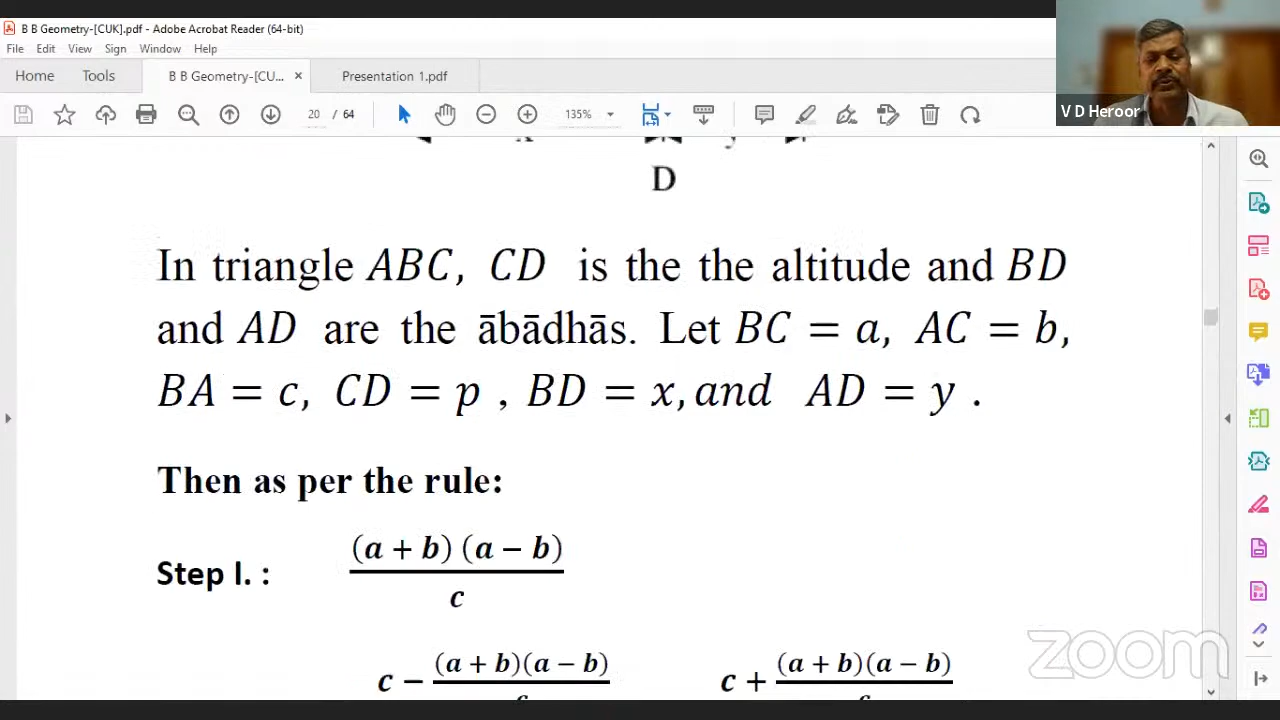 B B Geometry-[CUK].pdf - Adobe Acrobat Reader (64-bit)
File Edit View Sign Window Help
Home Tools B B Geometry-[CU... × Presentation 1.pdf
20 / 64 135%
V D Heroor
D
In triangle ABC, CD is the the altitude and BD
and AD are the ābādhās. Let BC = a, AC = b,
BA = c, CD = p , BD = x, and AD = y .
Then as per the rule:
Step I. : (a + b) (a − b) / c
c − (a + b)(a − b) c + (a + b)(a − b)
zoom